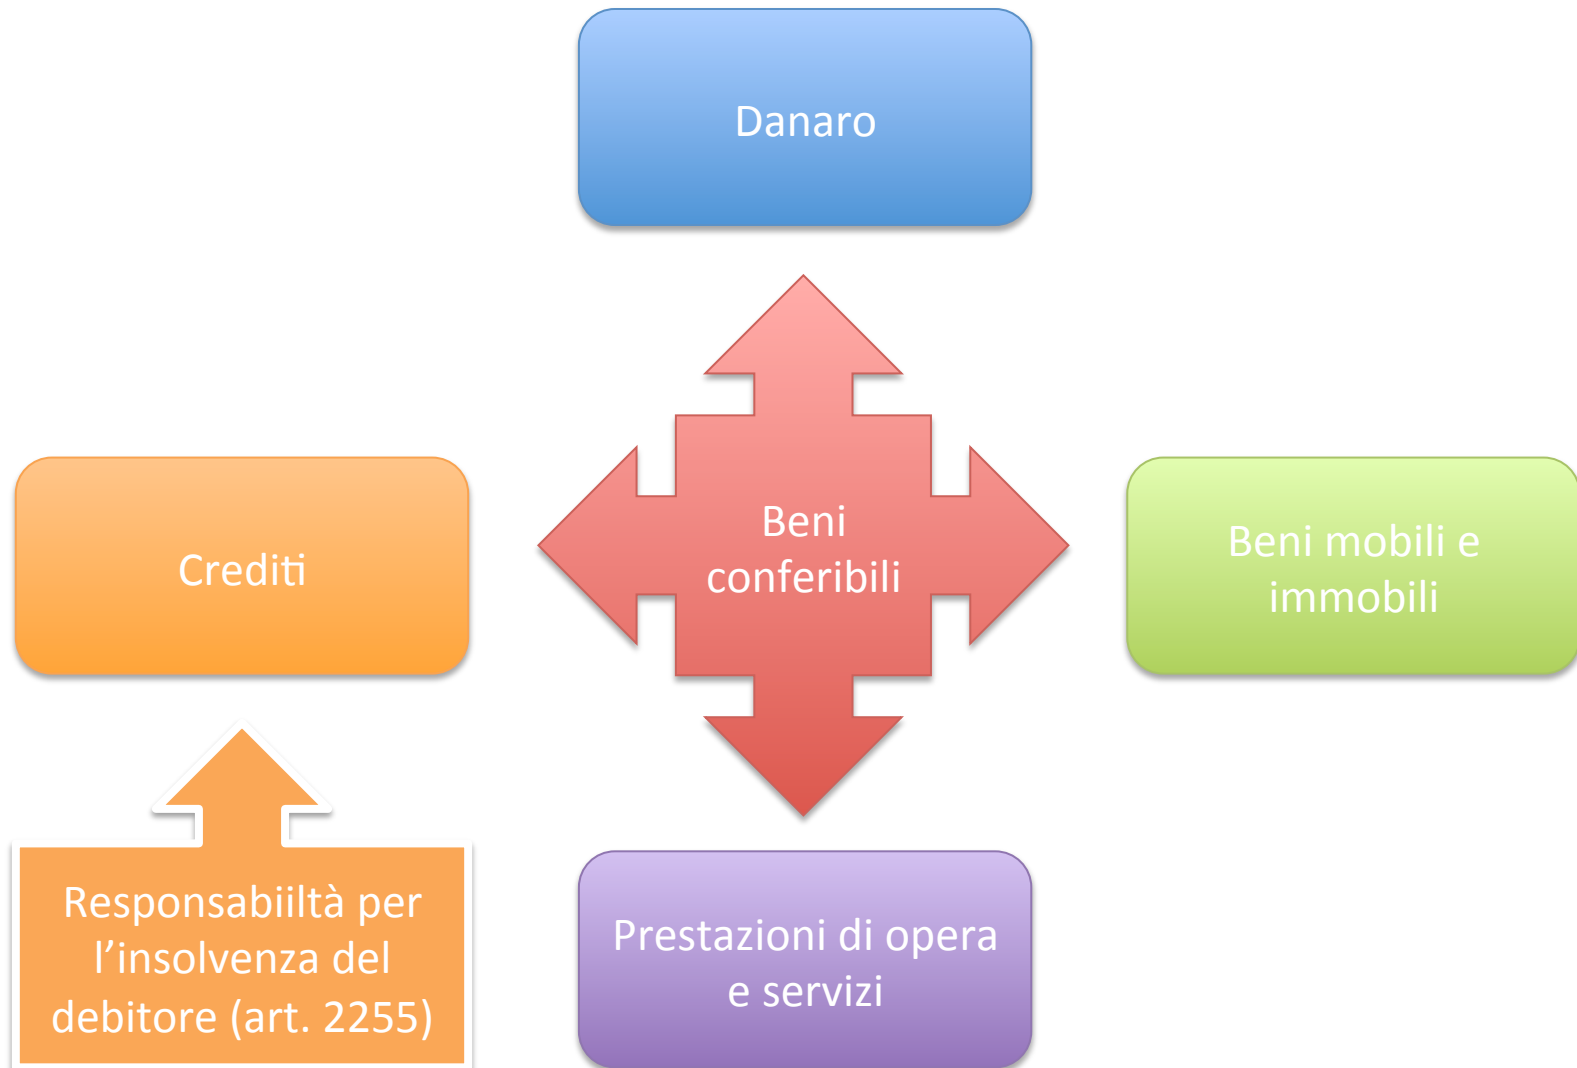 Danaro
Beni
conferibili
Crediti
Beni mobili e
immobili
Responsabiiltà per
l’insolvenza del
debitore (art. 2255)
Prestazioni di opera
e servizi